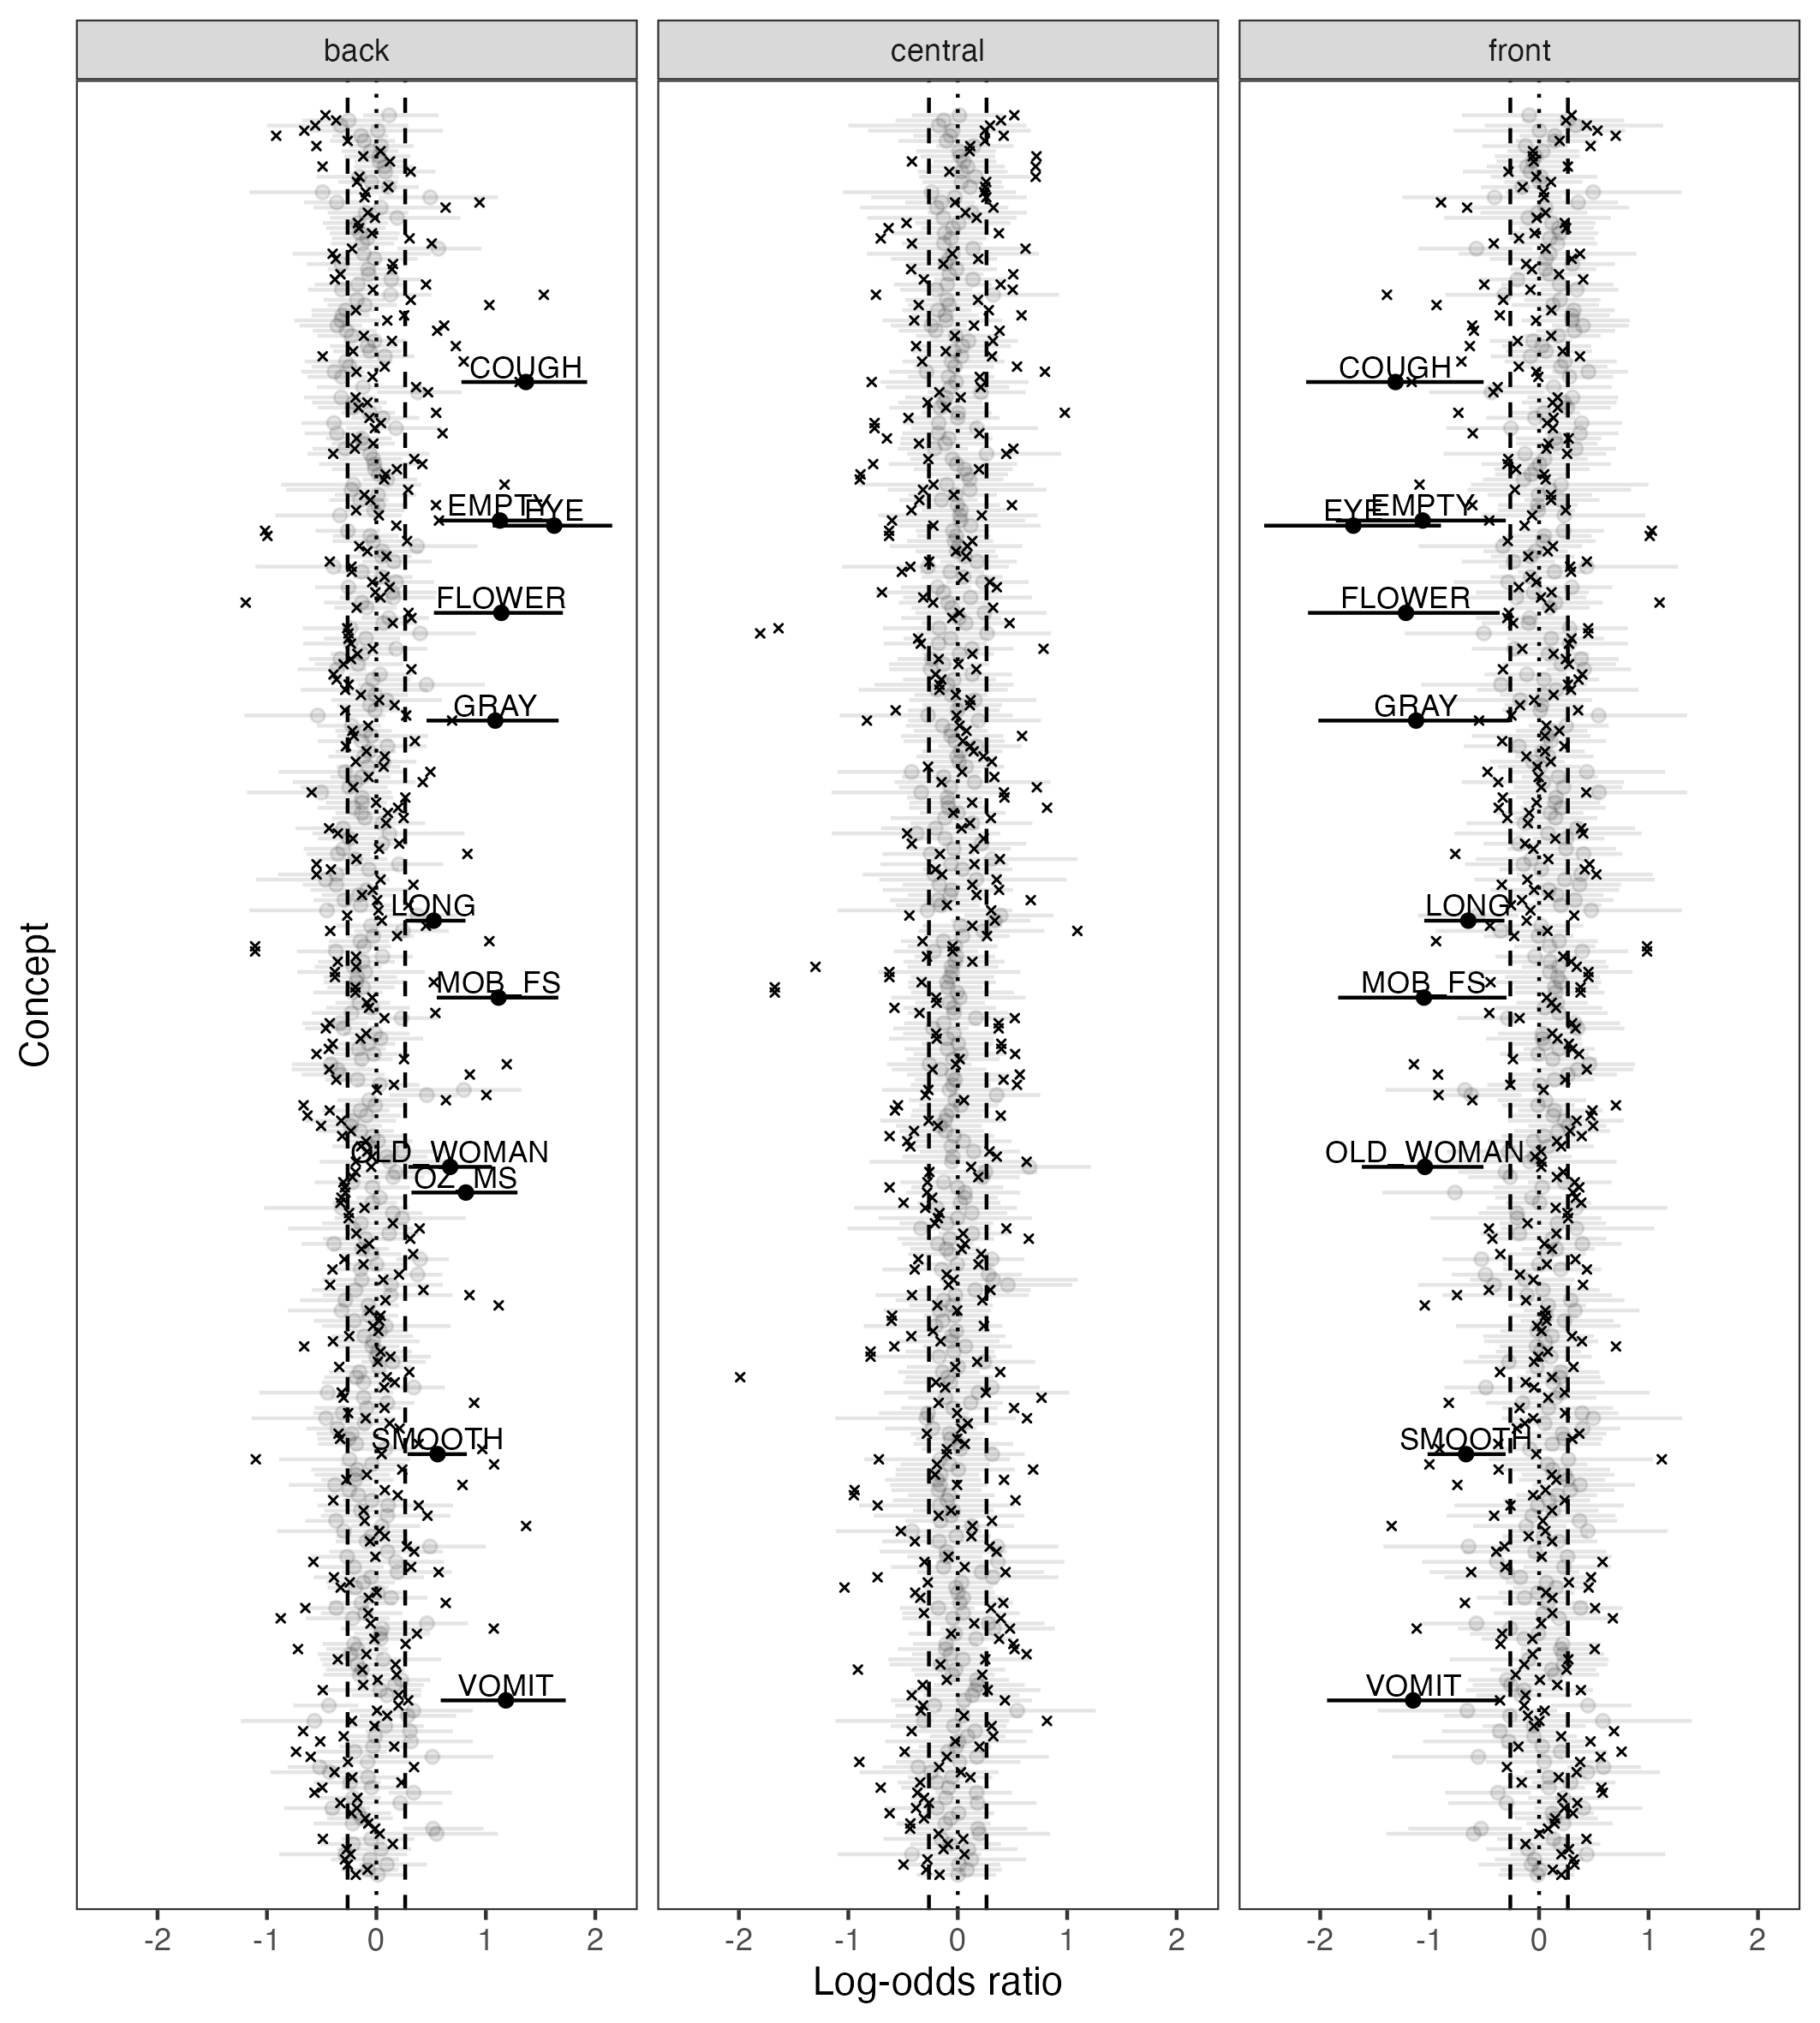 back central front
COUGH COUGH
EMPTY EYE EYE EMPTY
FLOWER FLOWER
GRAY GRAY
LONG LONG
MOB_FS MOB_FS
OLD_WOMAN OLD_WOMAN
OZ_MS
SMOOTH SMOOTH
VOMIT VOMIT
Concept
-2 -1 0 1 2 -2 -1 0 1 2 -2 -1 0 1 2
Log-odds ratio